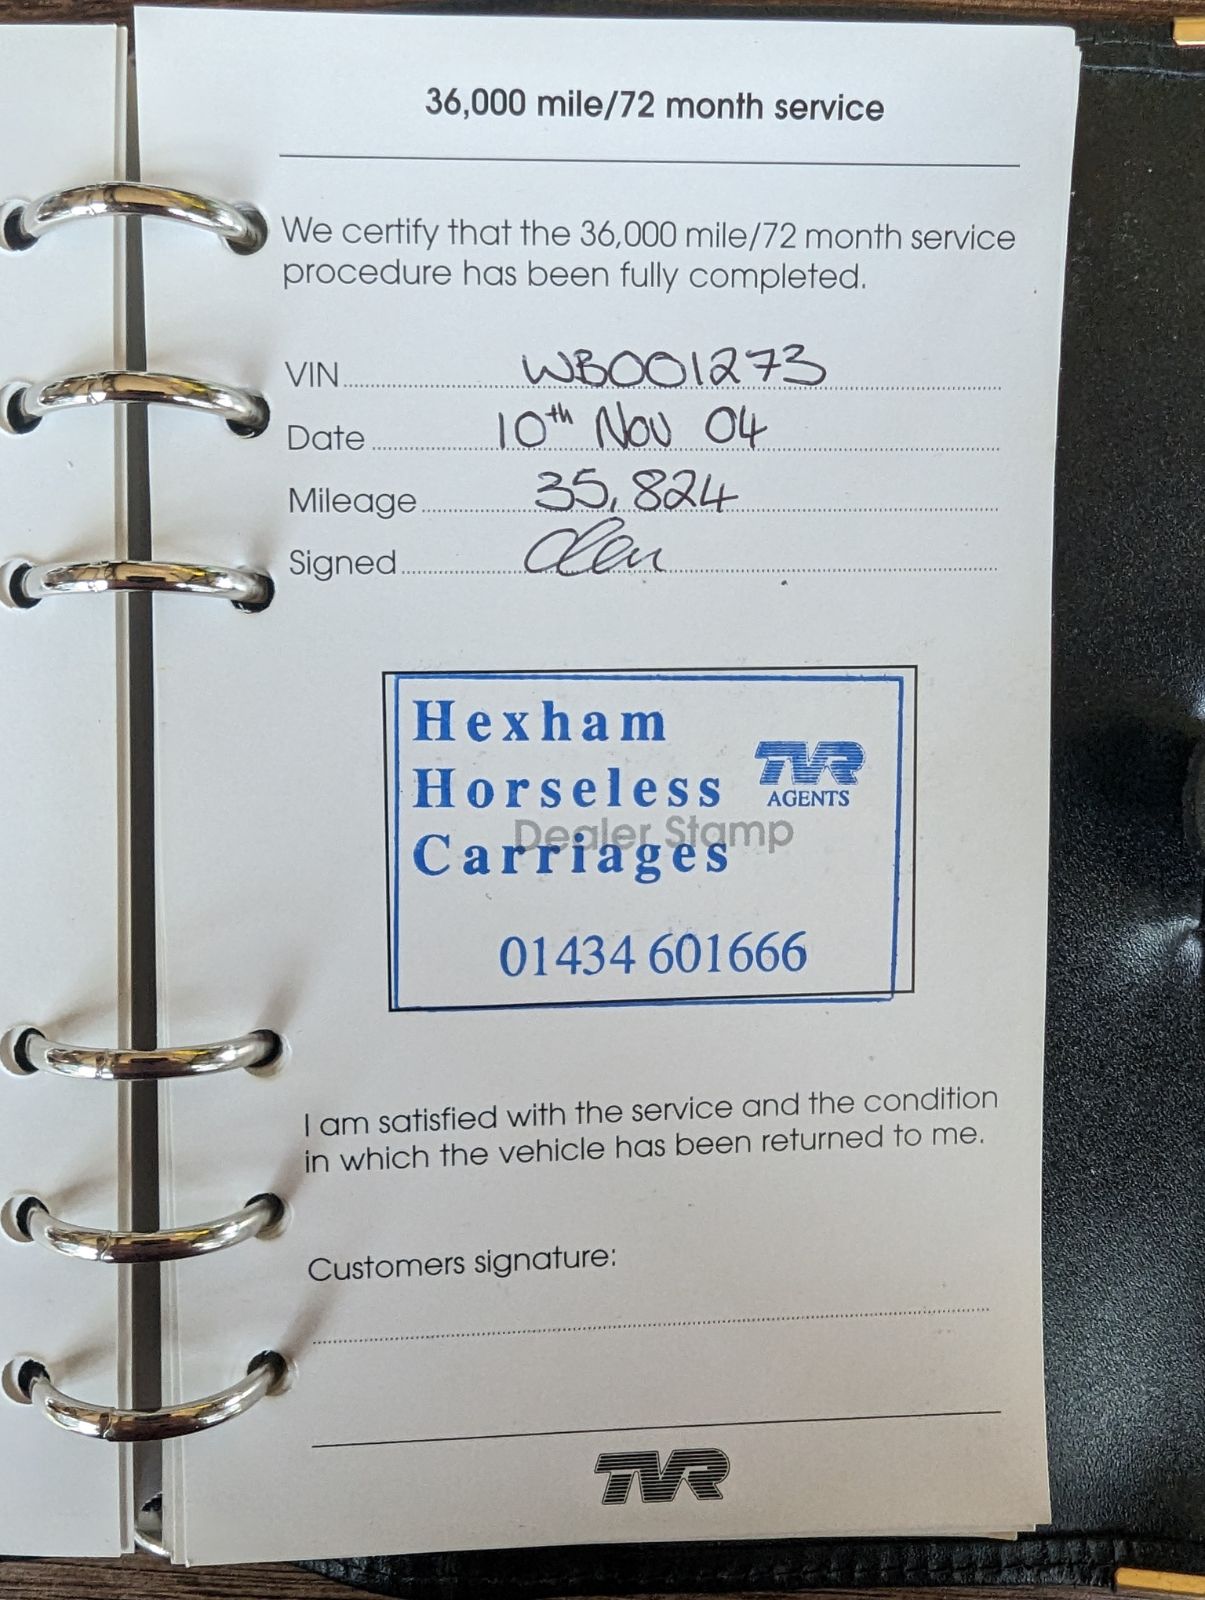 36,000 mile/72 month service
We certify that the 36,000 mile/72 month service
procedure has been fully completed.
VIN WB001273
Date 10th Nov 04
Mileage 35,824
Signed
Hexham
Horseless
Carriages
TVR
AGENTS
Dealer Stamp
01434 601666
I am satisfied with the service and the condition
in which the vehicle has been returned to me.
Customers signature:
TVR